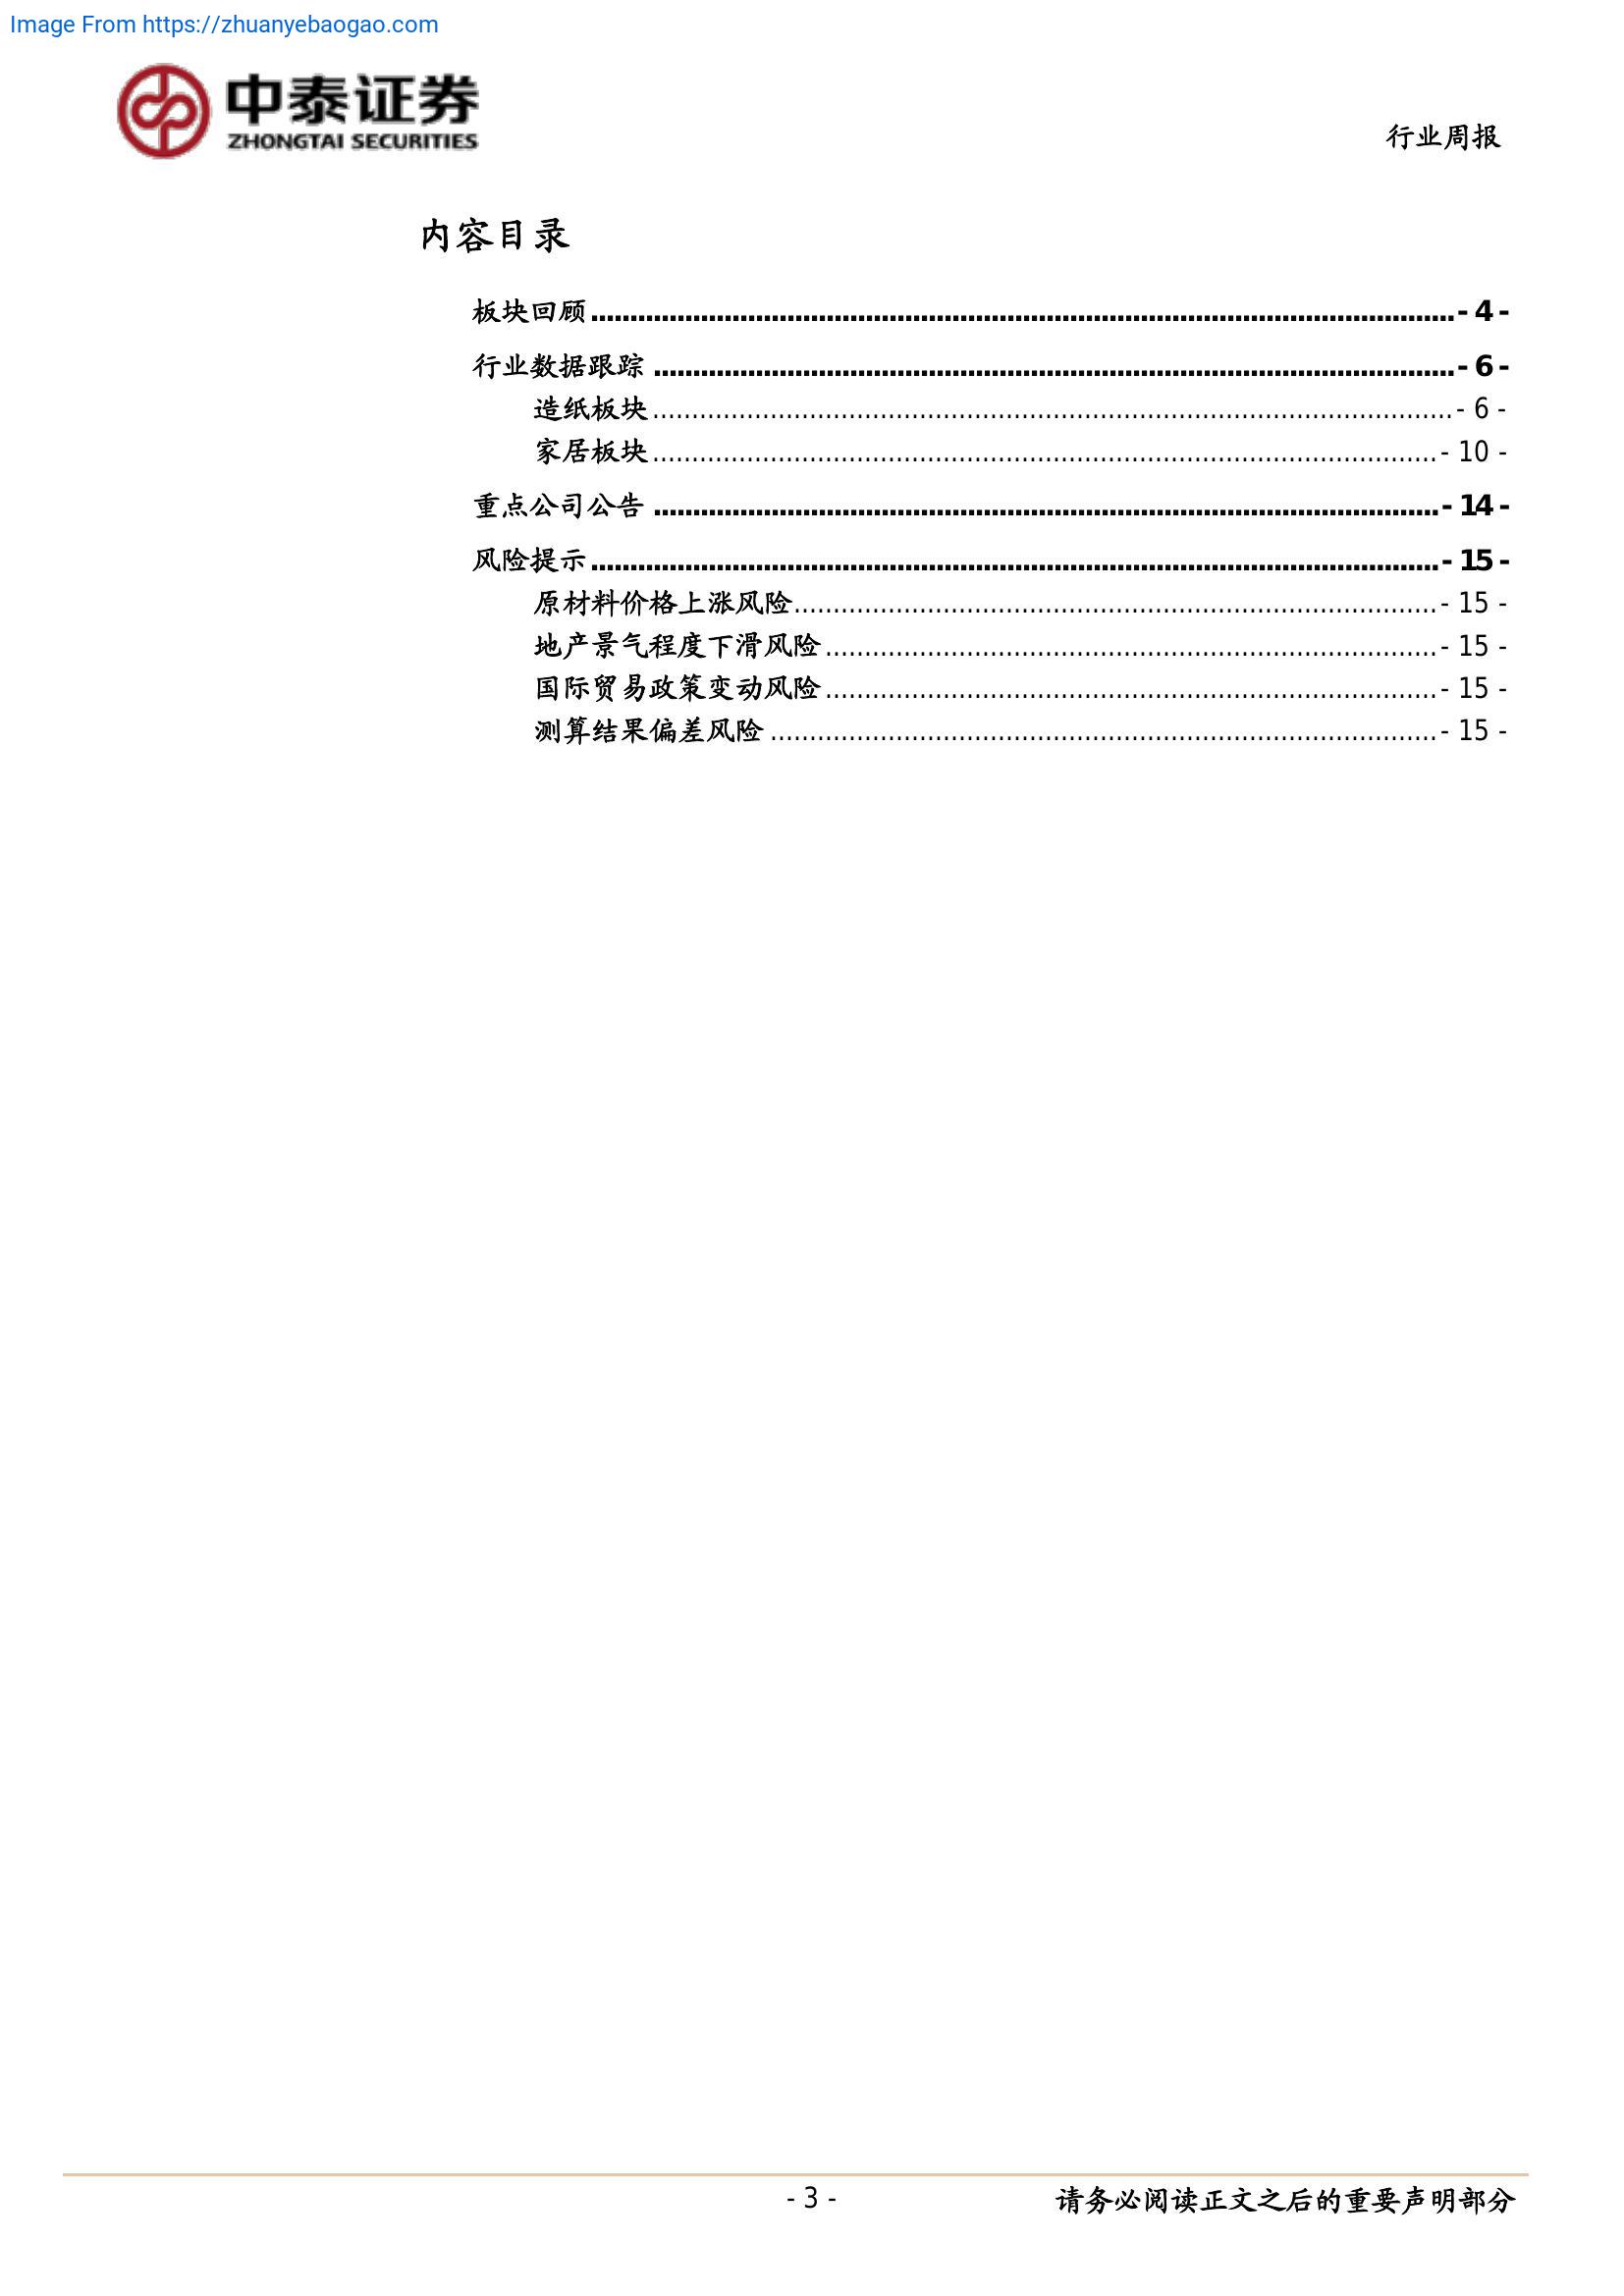 Image From https://zhuanyebaogao.com
中泰证券
ZHONGTAI SECURITIES
行业周报
内容目录
板块回顾 ........................................ - 4 -
行业数据跟踪 ........................................ - 6 -
造纸板块 ........................................ - 6 -
家居板块 ........................................ - 10 -
重点公司公告 ........................................ - 14 -
风险提示 ........................................ - 15 -
原材料价格上涨风险 ........................................ - 15 -
地产景气程度下滑风险 ........................................ - 15 -
国际贸易政策变动风险 ........................................ - 15 -
测算结果偏差风险 ........................................ - 15 -
- 3 -
请务必阅读正文之后的重要声明部分